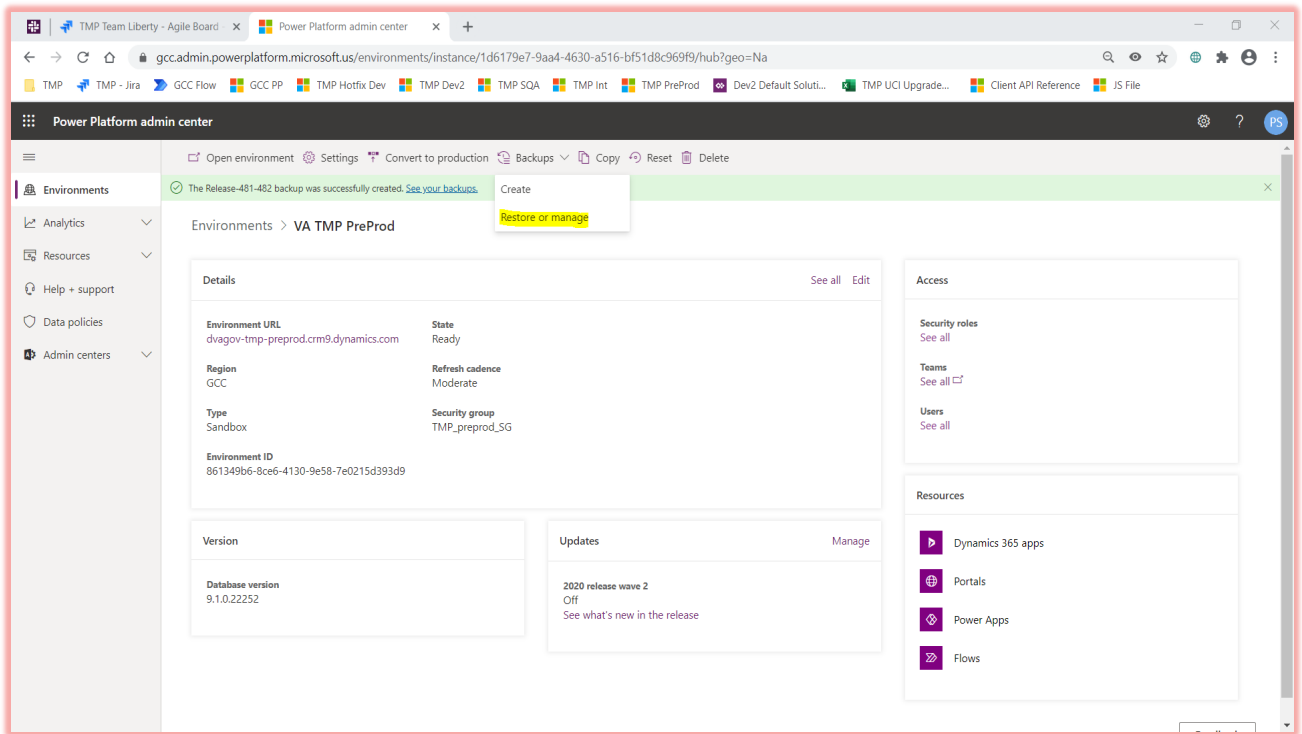 TMP Team Liberty - Agile Board
Power Platform admin center
gcc.admin.powerplatform.microsoft.us/environments/instance/1d6179e7-9aa4-4630-a516-bf51d8c969f9/hub?geo=Na
TMP TMP - Jira GCC Flow GCC PP TMP Hotfix Dev TMP Dev2 TMP SQA TMP Int TMP PreProd Dev2 Default Soluti... TMP UCI Upgrade... Client API Reference JS File
Power Platform admin center
? PS
Open environment Settings Convert to production Backups Copy Reset Delete
Environments
The Release-481-482 backup was successfully created. See your backups.
Create
Restore or manage
Analytics
Resources
Help + support
Data policies
Admin centers
Environments > VA TMP PreProd
Details
See all Edit
Environment URL
dvagov-tmp-preprod.crm9.dynamics.com
State
Ready
Region
GCC
Refresh cadence
Moderate
Type
Sandbox
Security group
TMP_preprod_SG
Environment ID
861349b6-8ce6-4130-9e58-7e0215d393d9
Access
Security roles
See all
Teams
See all
Users
See all
Version
Database version
9.1.0.22252
Updates
Manage
2020 release wave 2
Off
See what's new in the release
Resources
Dynamics 365 apps
Portals
Power Apps
Flows